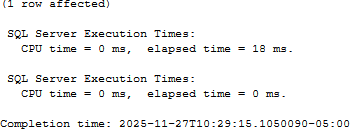 (1 row affected)
SQL Server Execution Times:
CPU time = 0 ms,  elapsed time = 18 ms.
SQL Server Execution Times:
CPU time = 0 ms,  elapsed time = 0 ms.
Completion time: 2025-11-27T10:29:15.1050090-05:00